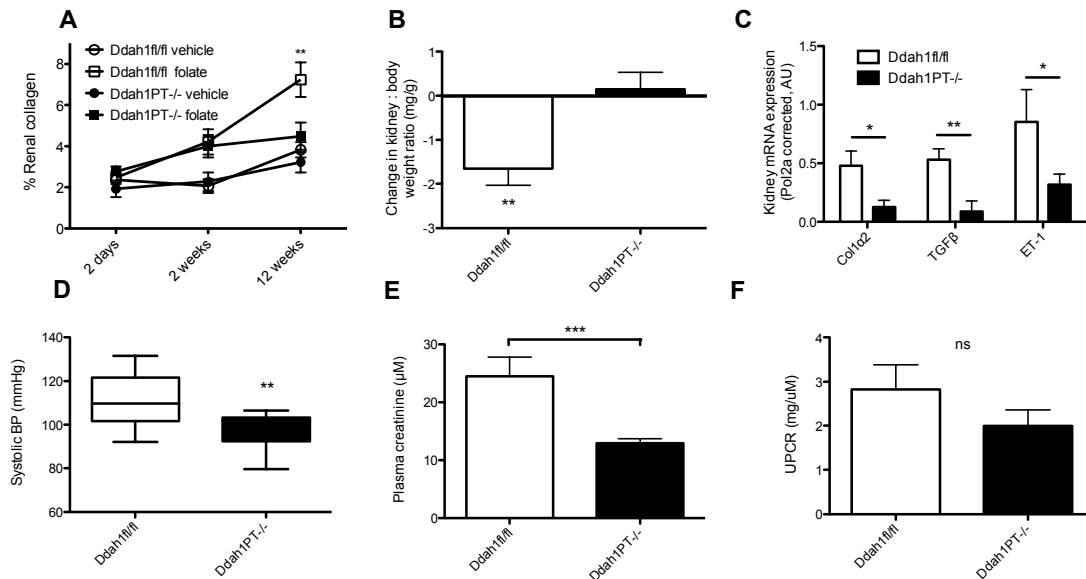 A
Ddah1fl/fl vehicle
Ddah1fl/fl folate
Ddah1PT-/- vehicle
Ddah1PT-/- folate
**
% Renal collagen
8
6
4
2
0
2 days
2 weeks
12 weeks
B
Change in kidney : body
weight ratio (mg/g)
1
0
-1
-2
-3
**
Ddah1fl/fl
Ddah1PT-/-
C
Ddah1fl/fl
Ddah1PT-/-
Kidney mRNA expression
(Pol2a corrected, AU)
1.5
1.0
0.5
0.0
*
**
*
Col1α2
TGFβ
ET-1
D
Systolic BP (mmHg)
140
120
100
80
60
**
Ddah1fl/fl
Ddah1PT-/-
E
Plasma creatinine (µM)
30
20
10
0
***
Ddah1fl/fl
Ddah1PT-/-
F
UPCR (mg/uM)
4
3
2
1
0
ns
Ddah1fl/fl
Ddah1PT-/-